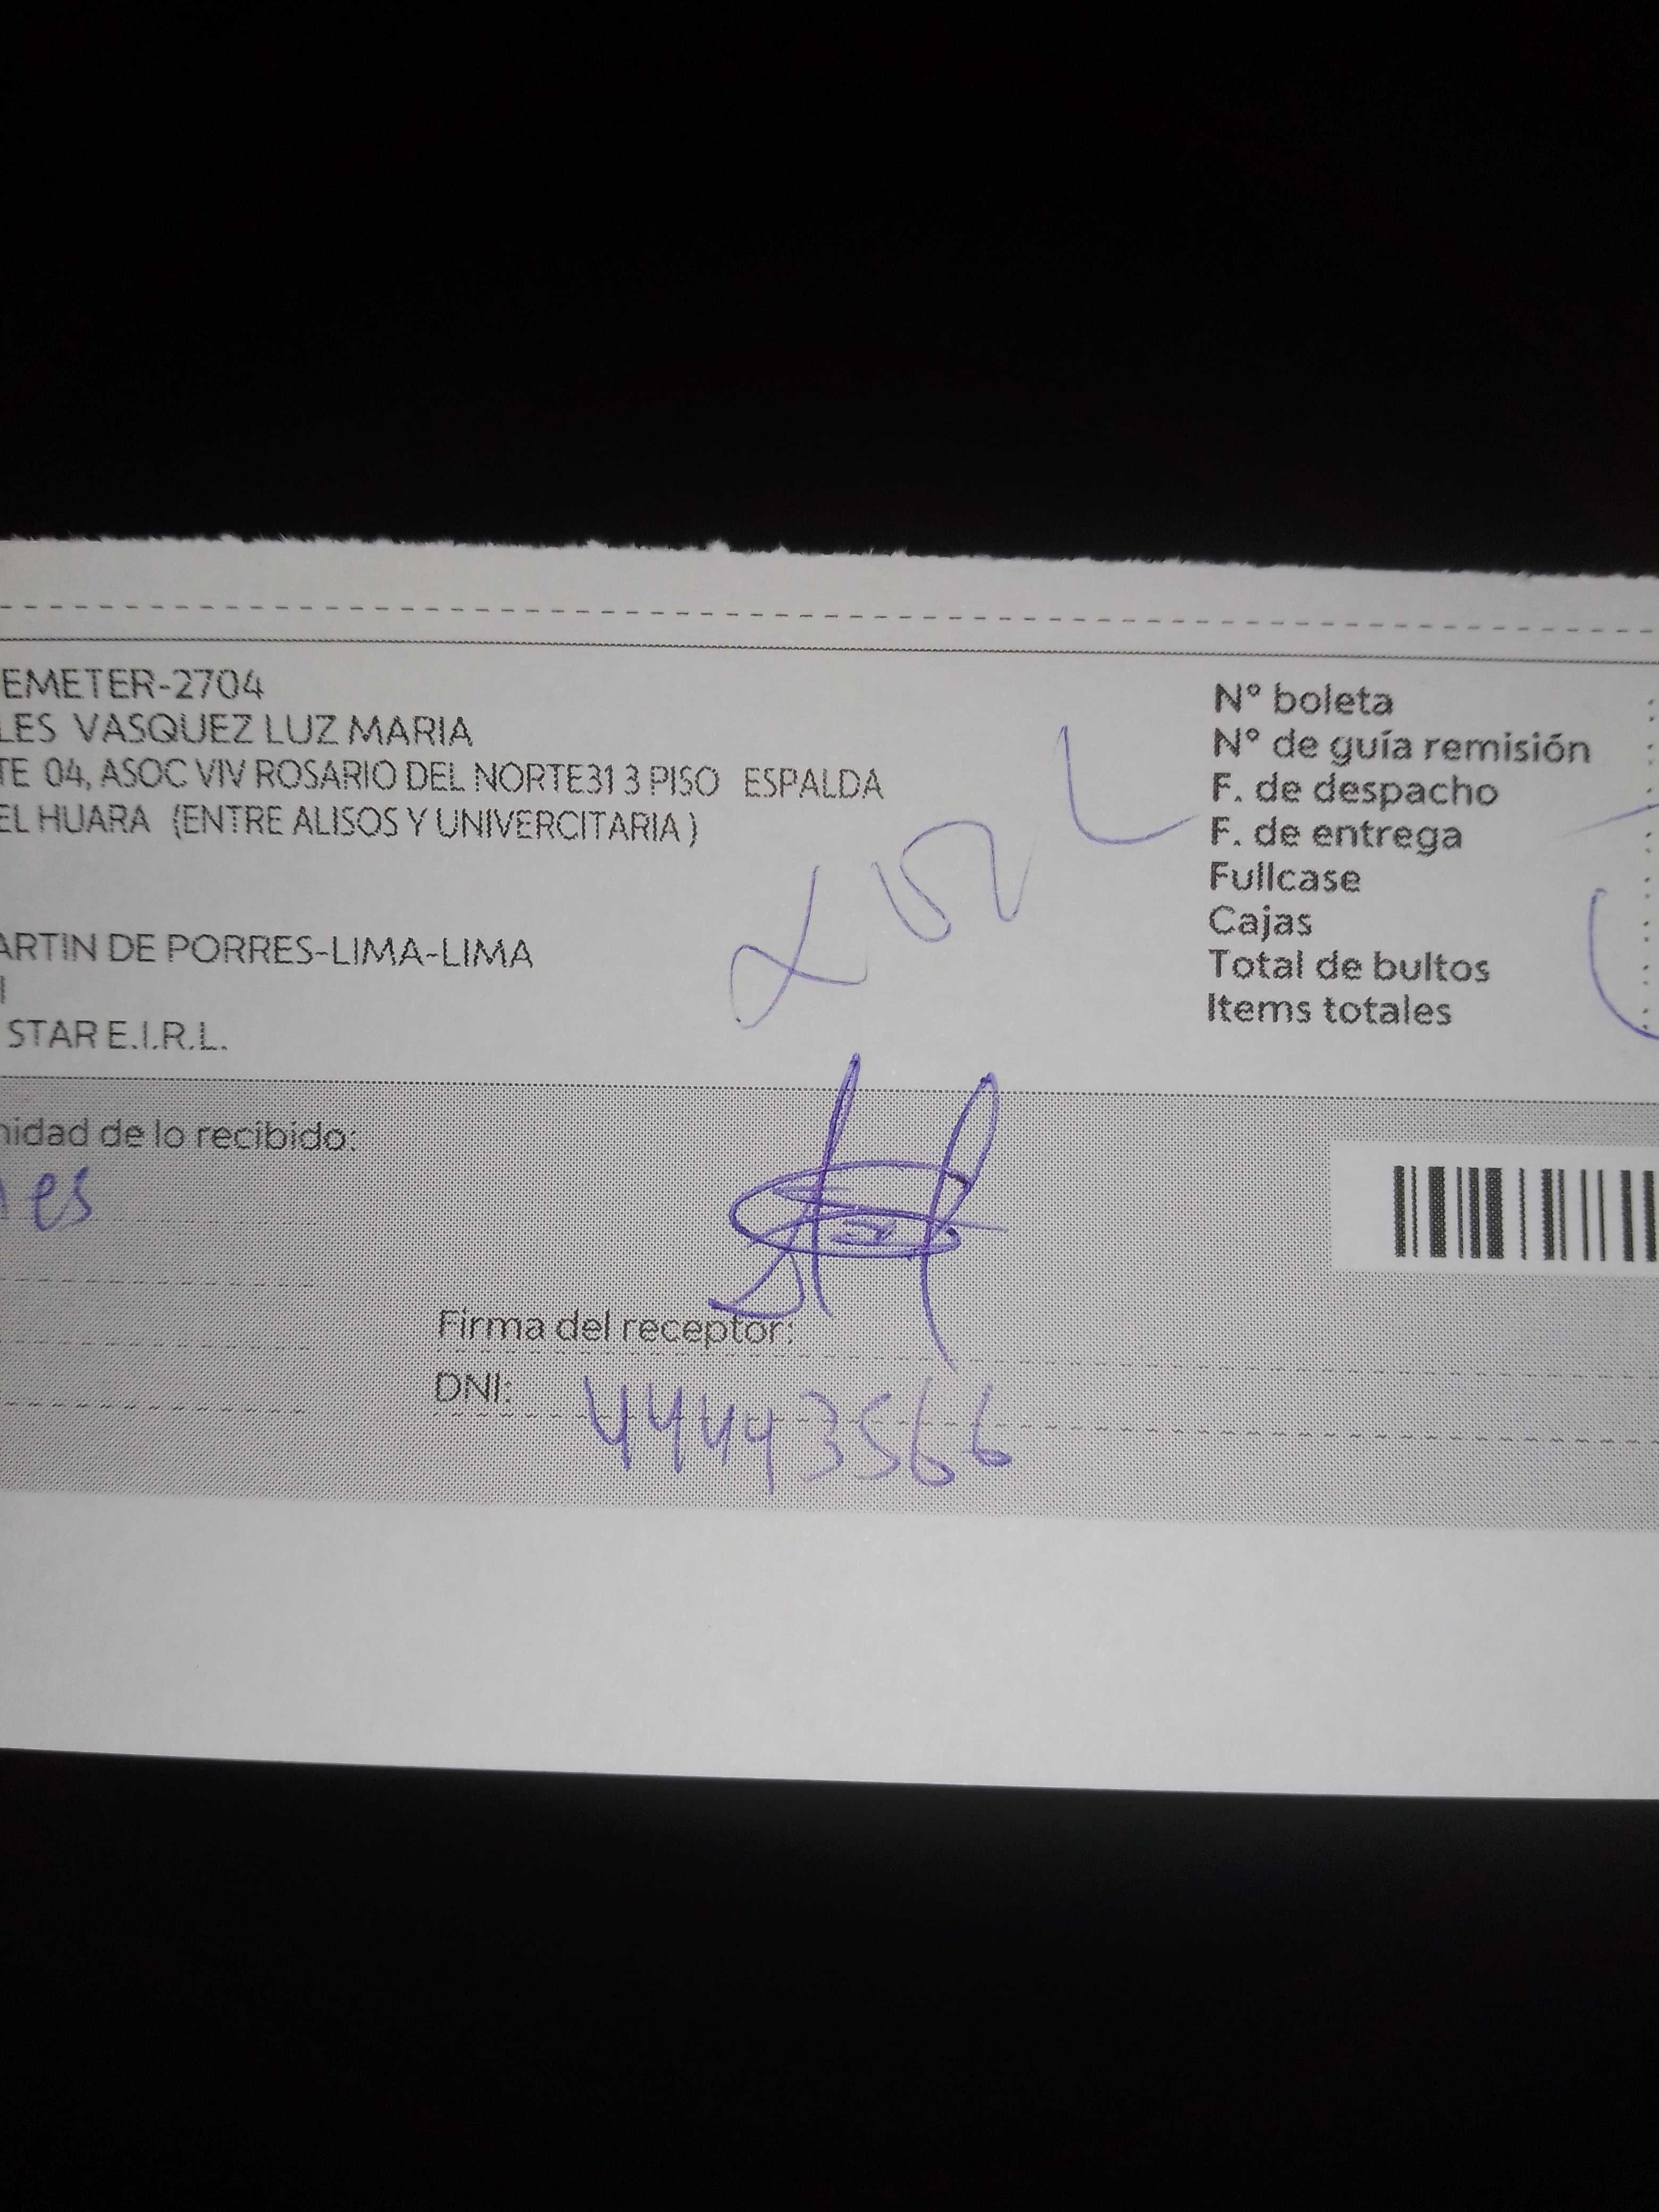 EMETER-2704
LES VASQUEZ LUZ MARIA
TE 04, ASOC VIV ROSARIO DEL NORTE31 3 PISO ESPALDA
EL HUARA (ENTRE ALISOS Y UNIVERCITARIA )
ARTIN DE PORRES-LIMA-LIMA
STAR E.I.R.L.
Nº boleta :
Nº de guía remisión :
F. de despacho :
F. de entrega :
Fullcase :
Cajas :
Total de bultos :
Items totales :
nidad de lo recibido:
es
Firma del receptor:
DNI: 44443566